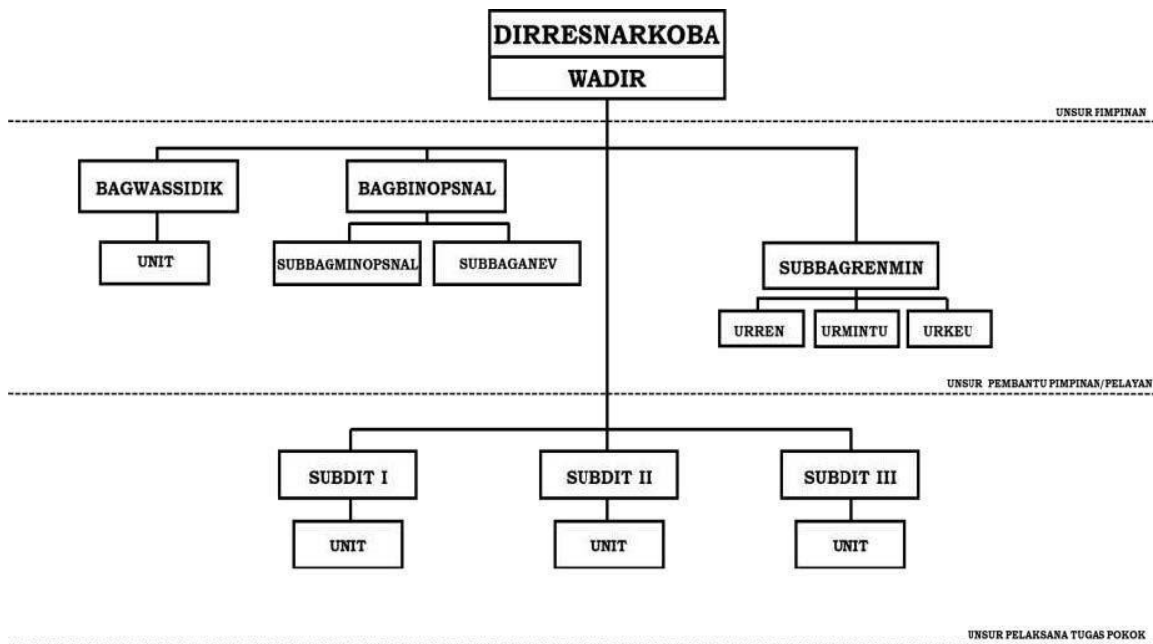 DIRRESNARKOBA
WADIR
UNSUR FIMPINAN
BAGWASSIDIK
BAGBINOPSNAL
UNIT
SUBBAGMINOPSNAL
SUBBAGANEV
SUBBAGRENMIN
URREN
URMINTU
URKEU
UNSUR PEMBANTU PIMPINAN/PELAYAN
SUBDIT I
SUBDIT II
SUBDIT III
UNIT
UNIT
UNIT
UNSUR PELAKSANA TUGAS POKOK